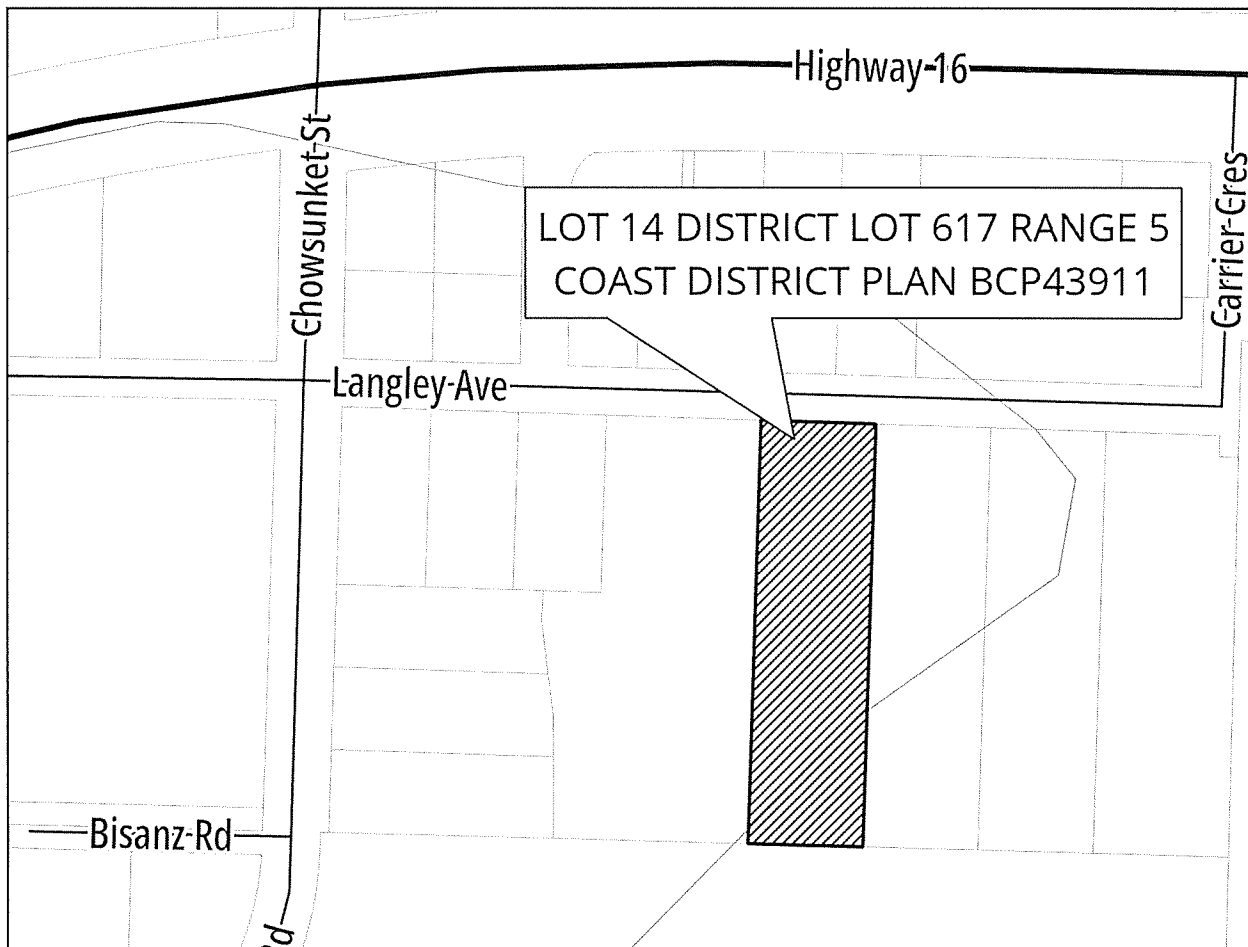 Highway 16
Chowsunket St
Carrier Cres
LOT 14 DISTRICT LOT 617 RANGE 5
COAST DISTRICT PLAN BCP43911
Langley Ave
Bisanz Rd
Rd